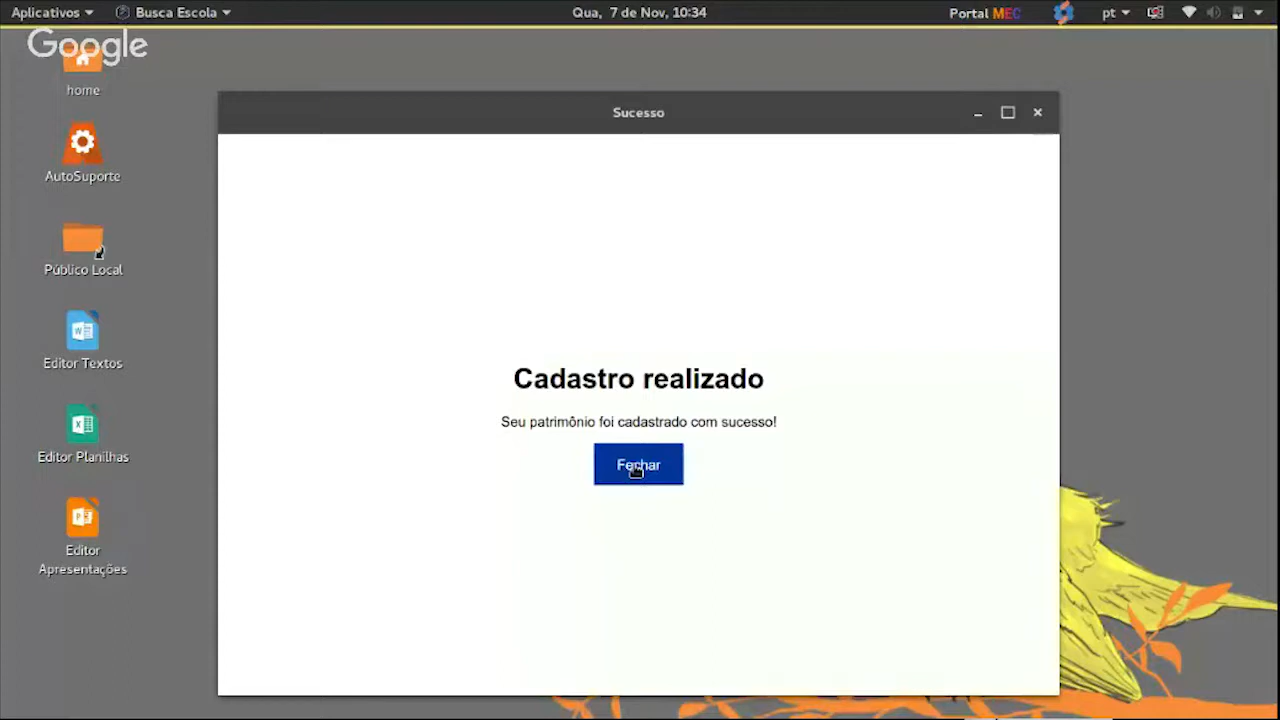 Aplicativos Busca Escola Qua, 7 de Nov, 10:34 Portal MEC pt
Google
home
AutoSuporte
Público Local
Editor Textos
Editor Planilhas
Editor
Apresentações
Sucesso
Cadastro realizado
Seu patrimônio foi cadastrado com sucesso!
Fechar